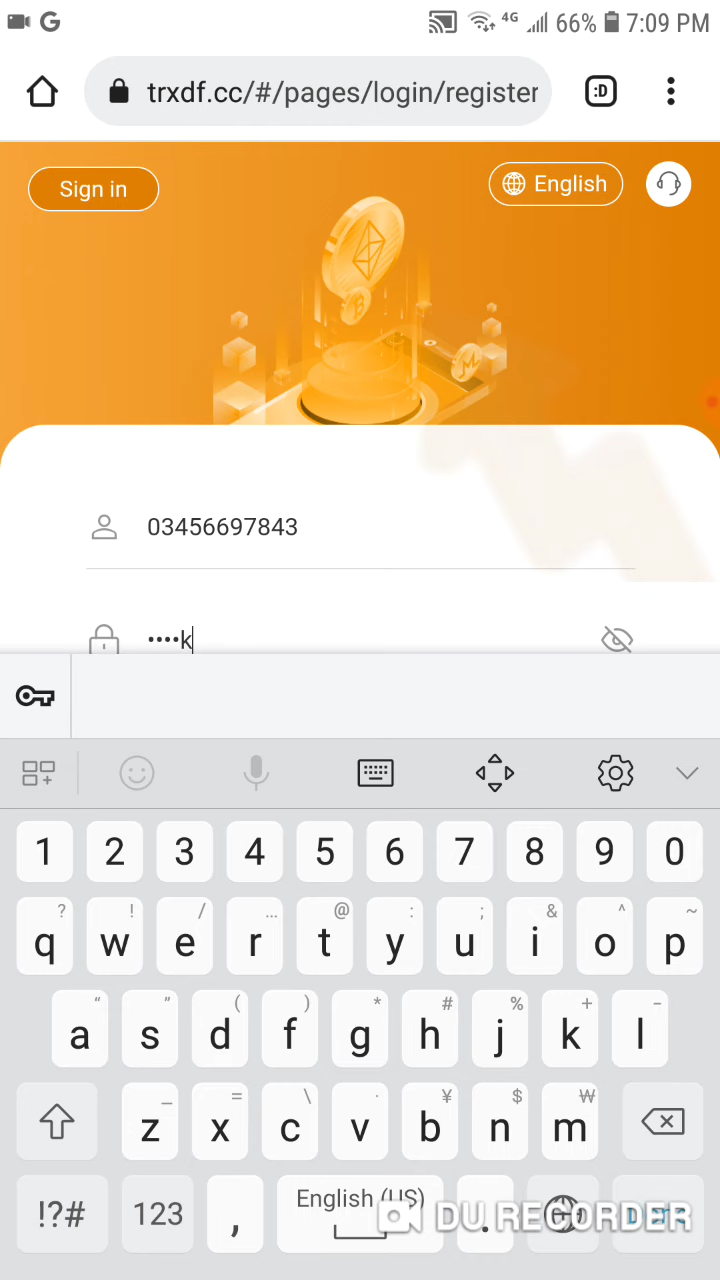 4G 66% 7:09 PM
trxdf.cc/#/pages/login/register
:D
Sign in
English
03456697843
••••k
1 2 3 4 5 6 7 8 9 0
? ! / ... @ : ; & ^ ~
q w e r t y u i o p
“ ” ( ) * # % + -
a s d f g h j k l
_ = \ · ¥ $ ₩
z x c v b n m
!?# 123 , English (US) .
DU RECORDER